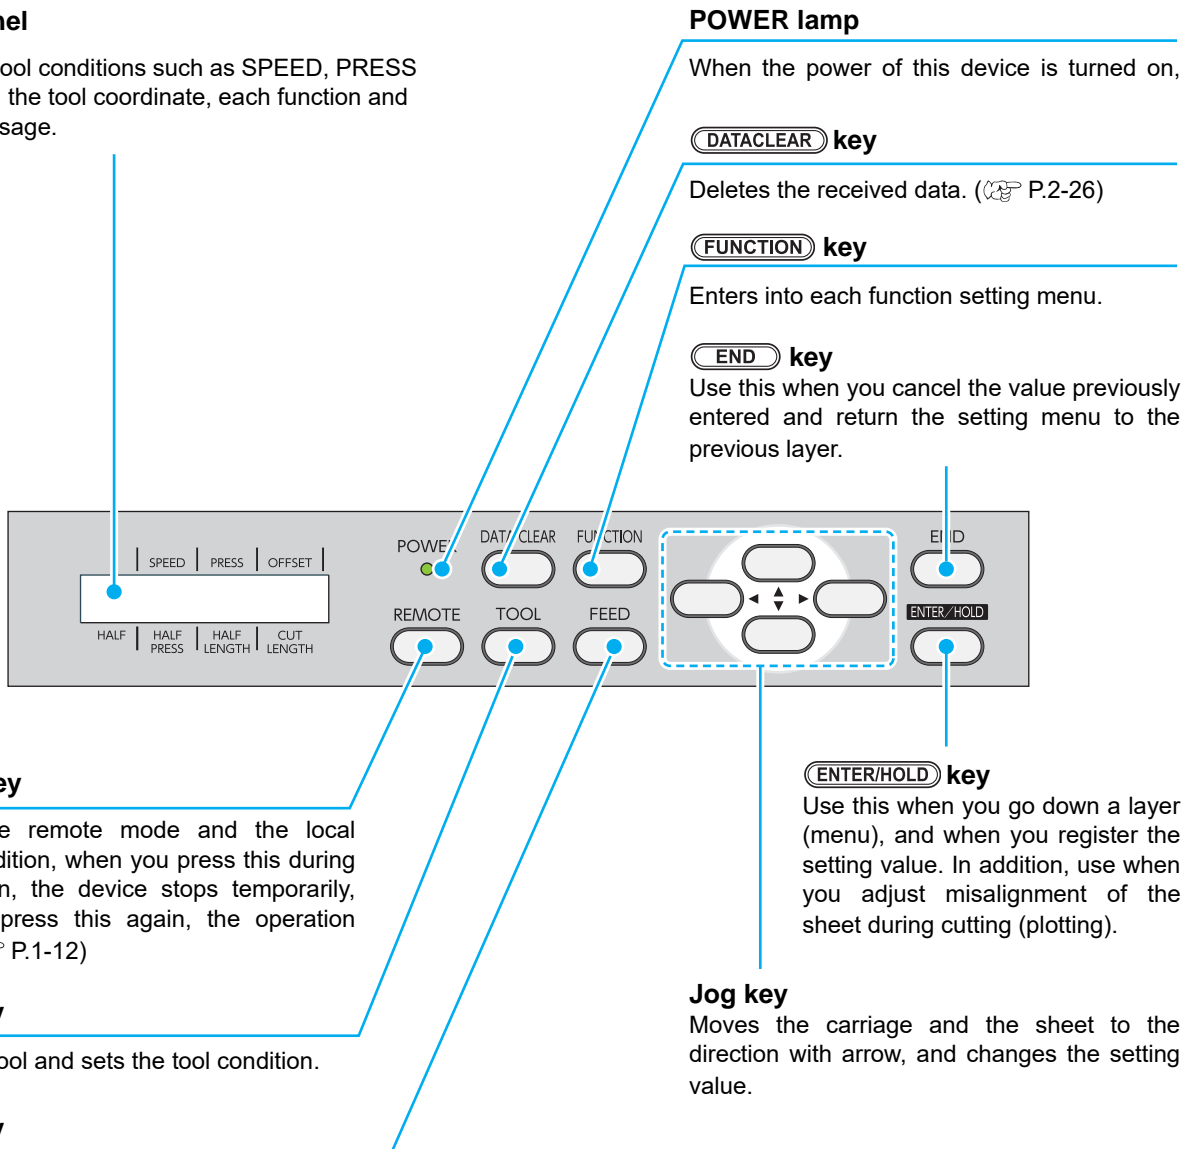 nel
ool conditions such as SPEED, PRESS
the tool coordinate, each function and
sage.
POWER lamp
When the power of this device is turned on,
DATACLEAR key
Deletes the received data. ( P.2-26)
FUNCTION key
Enters into each function setting menu.
END key
Use this when you cancel the value previously
entered and return the setting menu to the
previous layer.
POWER DATA CLEAR FUNCTION END
SPEED PRESS OFFSET
HALF HALF PRESS HALF LENGTH CUT LENGTH
REMOTE TOOL FEED ENTER/HOLD
ey
e remote mode and the local
dition, when you press this during
n, the device stops temporarily,
press this again, the operation
P.1-12)
y
ool and sets the tool condition.
y
ENTER/HOLD key
Use this when you go down a layer
(menu), and when you register the
setting value. In addition, use when
you adjust misalignment of the
sheet during cutting (plotting).
Jog key
Moves the carriage and the sheet to the
direction with arrow, and changes the setting
value.